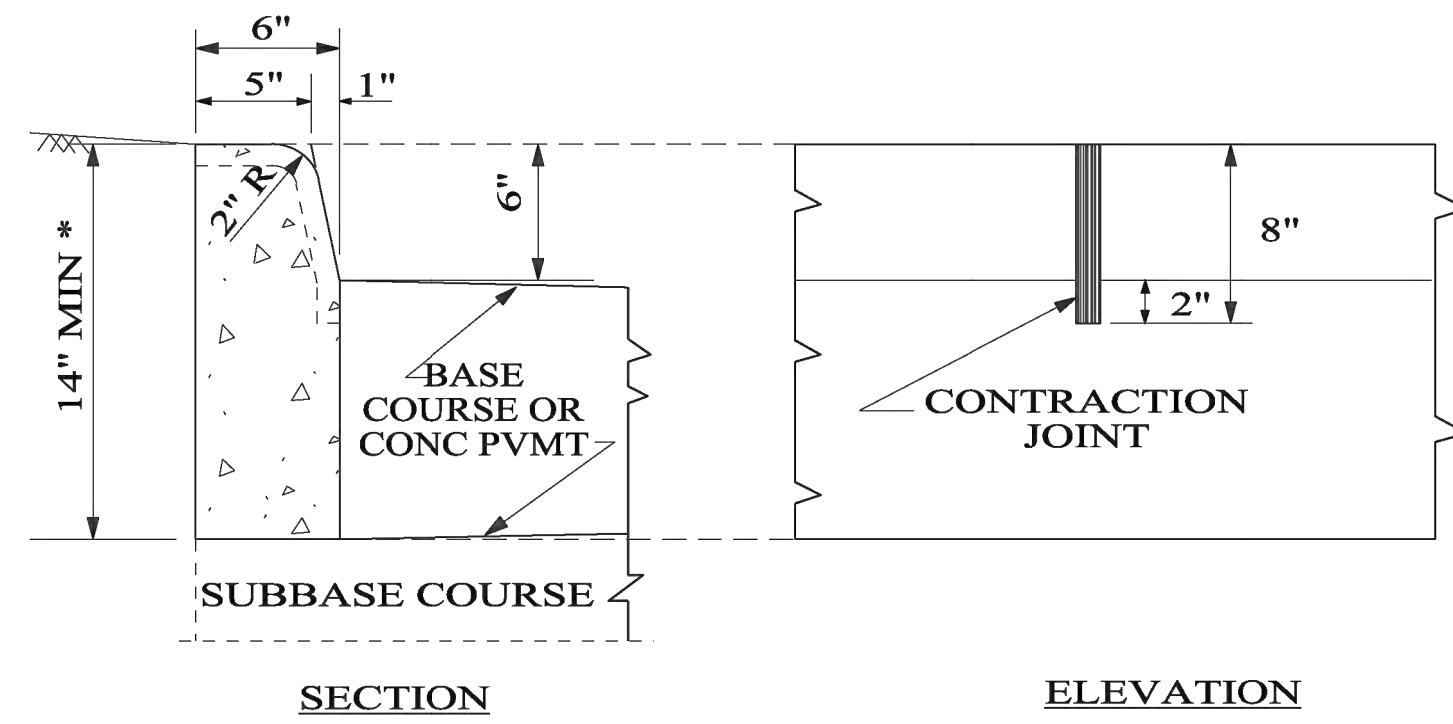 6"
5"
1"
2" R
6"
14" MIN *
BASE
COURSE OR
CONC PVMT
SUBBASE COURSE
SECTION
8"
2"
CONTRACTION
JOINT
ELEVATION